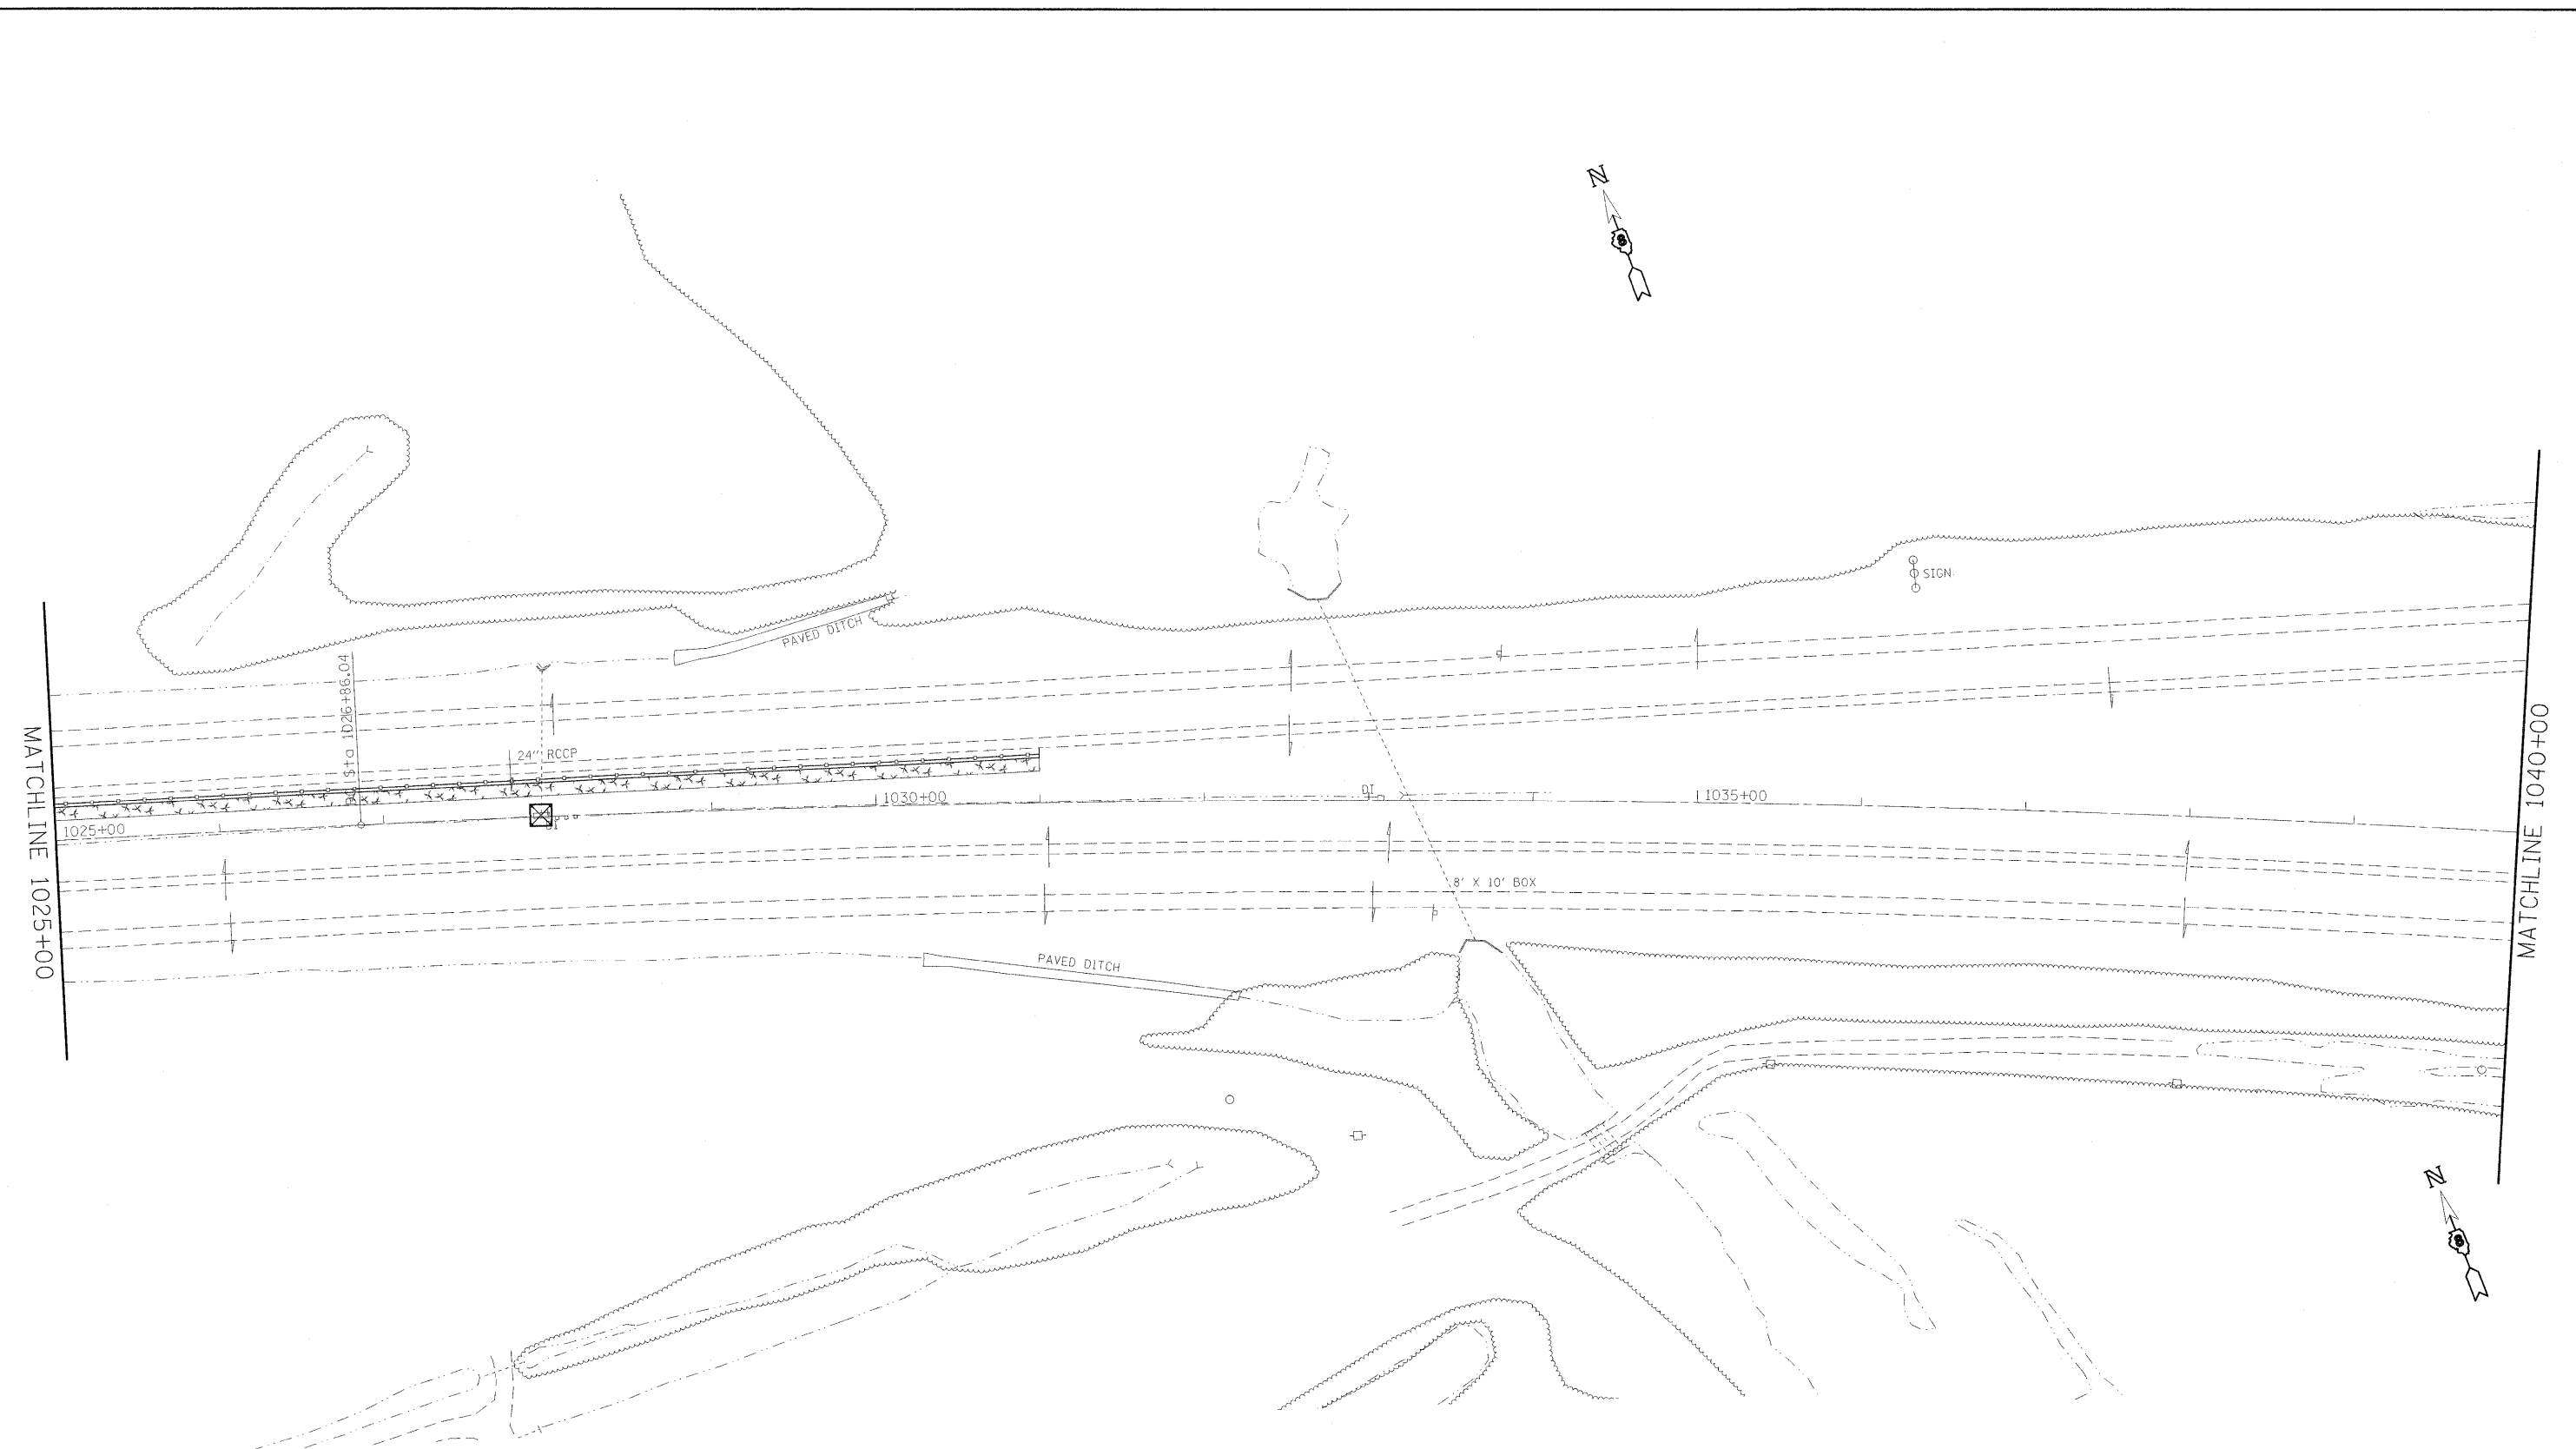 N
SIGN
PAVED DITCH
Sta 1026+86.04
24" RCCP
1030+00
DI
1035+00
1025+00
DI
8' X 10' BOX
PAVED DITCH
MATCHLINE 1025+00
MATCHLINE 1040+00
N